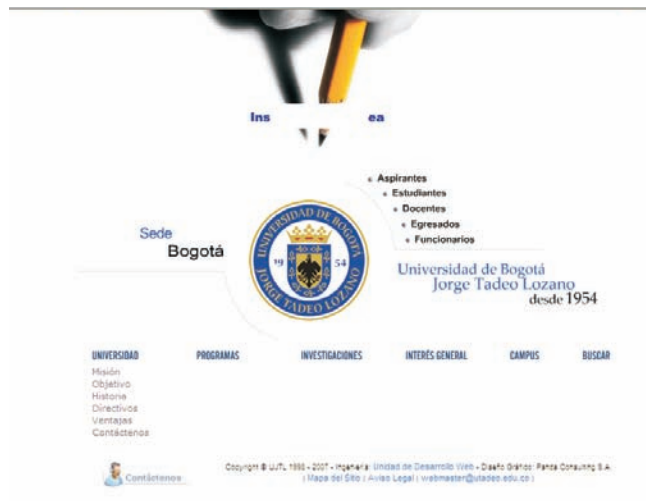 Ins ea
Aspirantes
Estudiantes
Docentes
Egresados
Funcionarios
Sede
Bogotá
UNIVERSIDAD DE BOGOTÁ
19 54
JORGE TADEO LOZANO
Universidad de Bogotá
Jorge Tadeo Lozano
desde 1954
UNIVERSIDAD PROGRAMAS INVESTIGACIONES INTERÉS GENERAL CAMPUS BUSCAR
Misión
Objetivo
Historia
Directivos
Ventajas
Contáctenos
Contáctenos
Copyright © UJTL 1998 - 2007 - Ingeniería: Unidad de Desarrollo Web - Diseño Gráfico: Consulting S.A.
| Mapa del Sitio | Aviso Legal | webmaster@utadeo.edu.co |